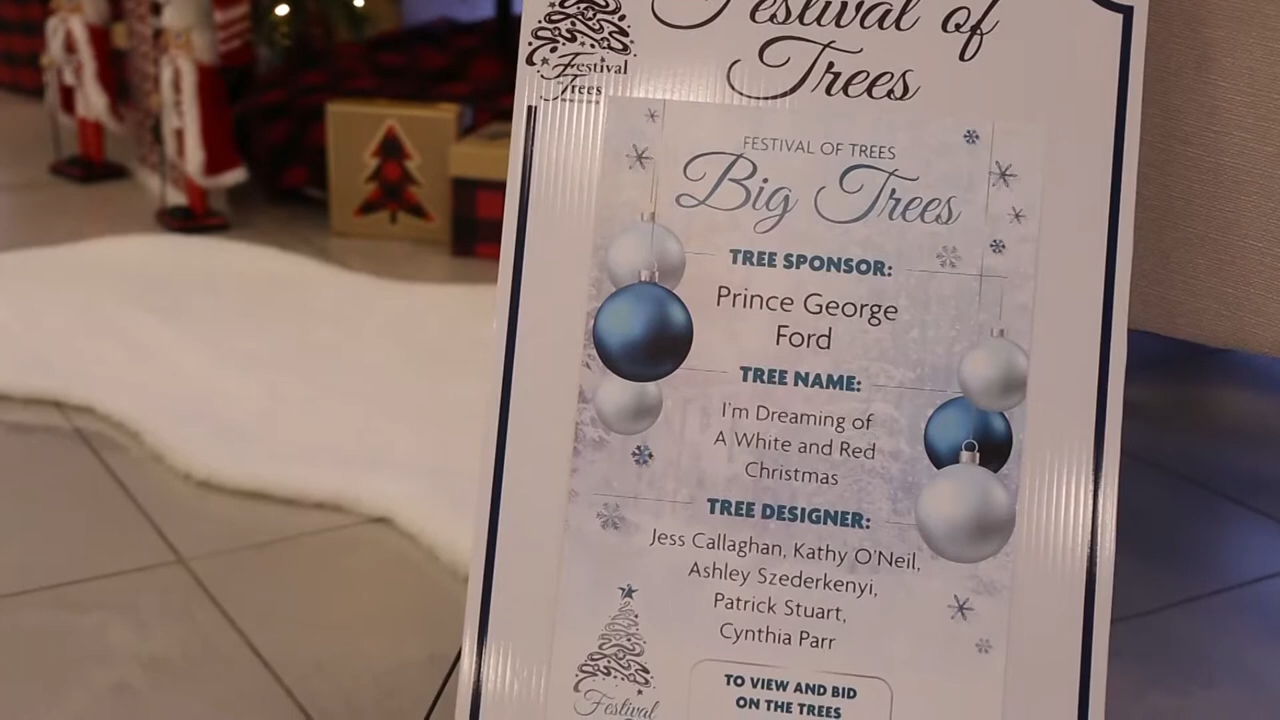 Festival of
Trees
Festival
Trees
FESTIVAL OF TREES
Big Trees
TREE SPONSOR:
Prince George
Ford
TREE NAME:
I'm Dreaming of
A White and Red
Christmas
TREE DESIGNER:
Jess Callaghan, Kathy O'Neil,
Ashley Szederkenyi,
Patrick Stuart,
Cynthia Parr
TO VIEW AND BID
ON THE TREES
Festival